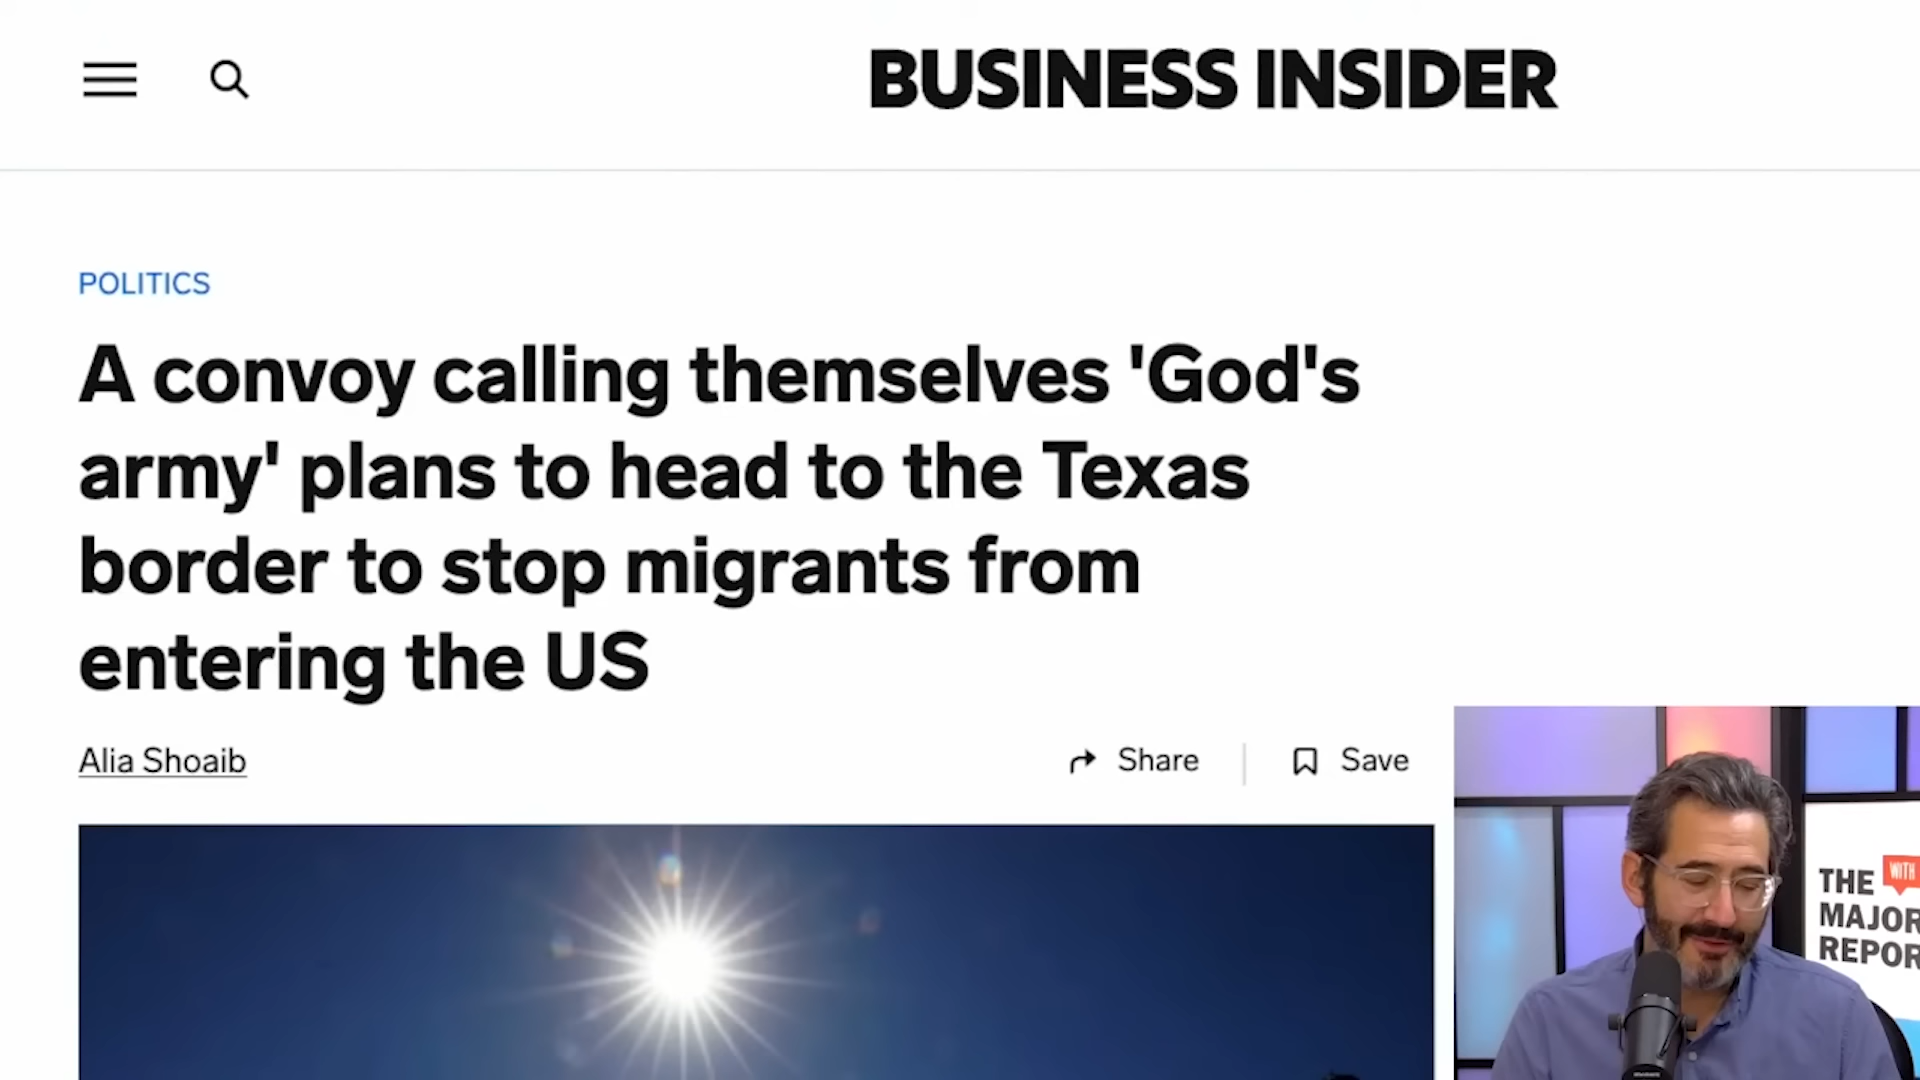 BUSINESS INSIDER
POLITICS
A convoy calling themselves 'God's
army' plans to head to the Texas
border to stop migrants from
entering the US
Alia Shoaib
Share
Save
THE
WITH
MAJOR
REPOR